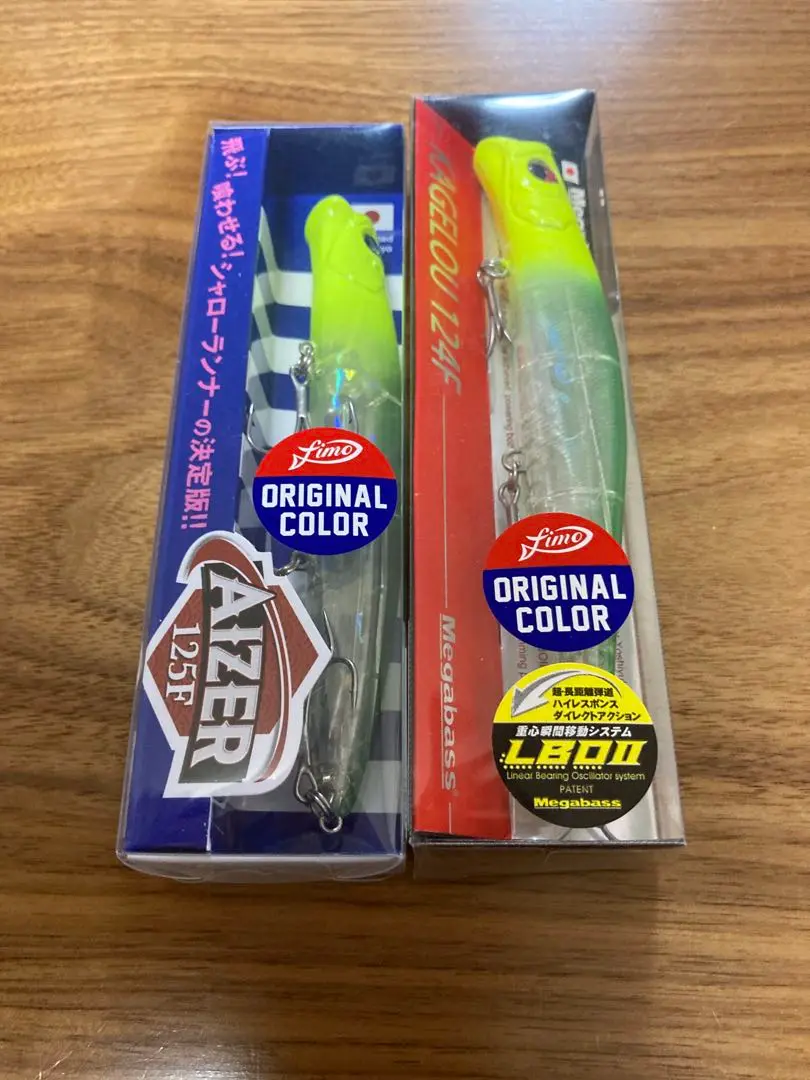 飛ぶ!喰わせる!シャローランナーの決定版!!
fimo
ORIGINAL
COLOR
AIZER
125F
KAGELOU 124F
Megabass
fimo
ORIGINAL
COLOR
超・長距離弾道
ハイレスポンス
ダイレクトアクション
重心瞬間移動システム
LBOII
Linear Bearing Oscillator system
PATENT
Megabass